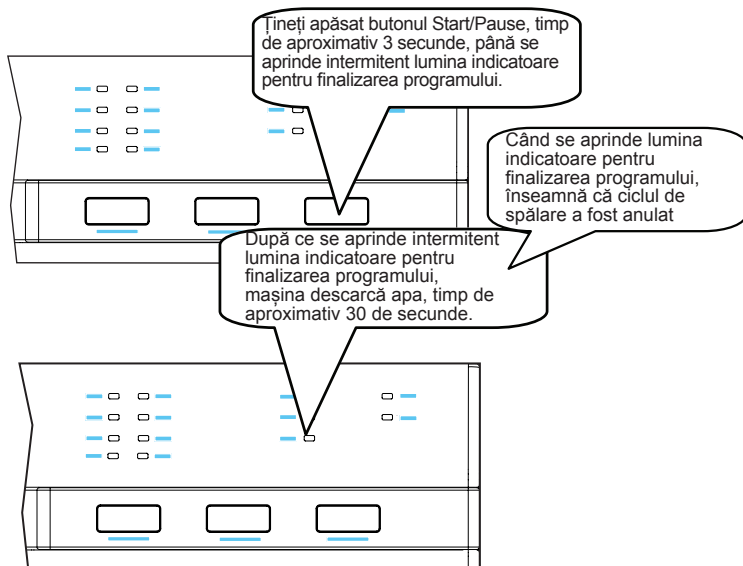 Țineți apăsat butonul Start/Pause, timp
de aproximativ 3 secunde, până se
aprinde intermitent lumina indicatoare
pentru finalizarea programului.
Când se aprinde lumina
indicatoare pentru
finalizarea programului,
înseamnă că ciclul de
spălare a fost anulat
După ce se aprinde intermitent
lumina indicatoare pentru
finalizarea programului,
mașina descarcă apa, timp de
aproximativ 30 de secunde.